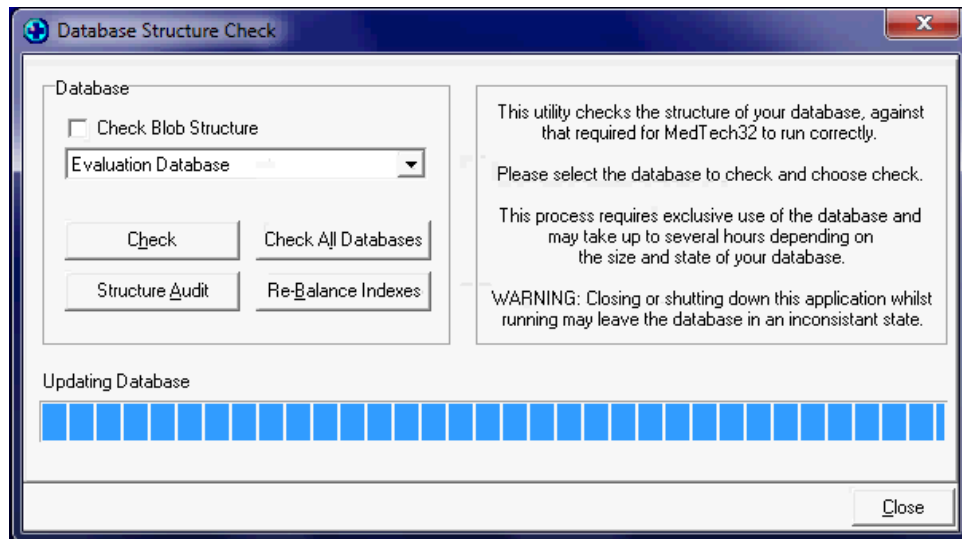 Database Structure Check
Database
Check Blob Structure
Evaluation Database
Check
Check All Databases
Structure Audit
Re-Balance Indexes
This utility checks the structure of your database, against
that required for MedTech32 to run correctly.
Please select the database to check and choose check.
This process requires exclusive use of the database and
may take up to several hours depending on
the size and state of your database.
WARNING: Closing or shutting down this application whilst
running may leave the database in an inconsistant state.
Updating Database
Close